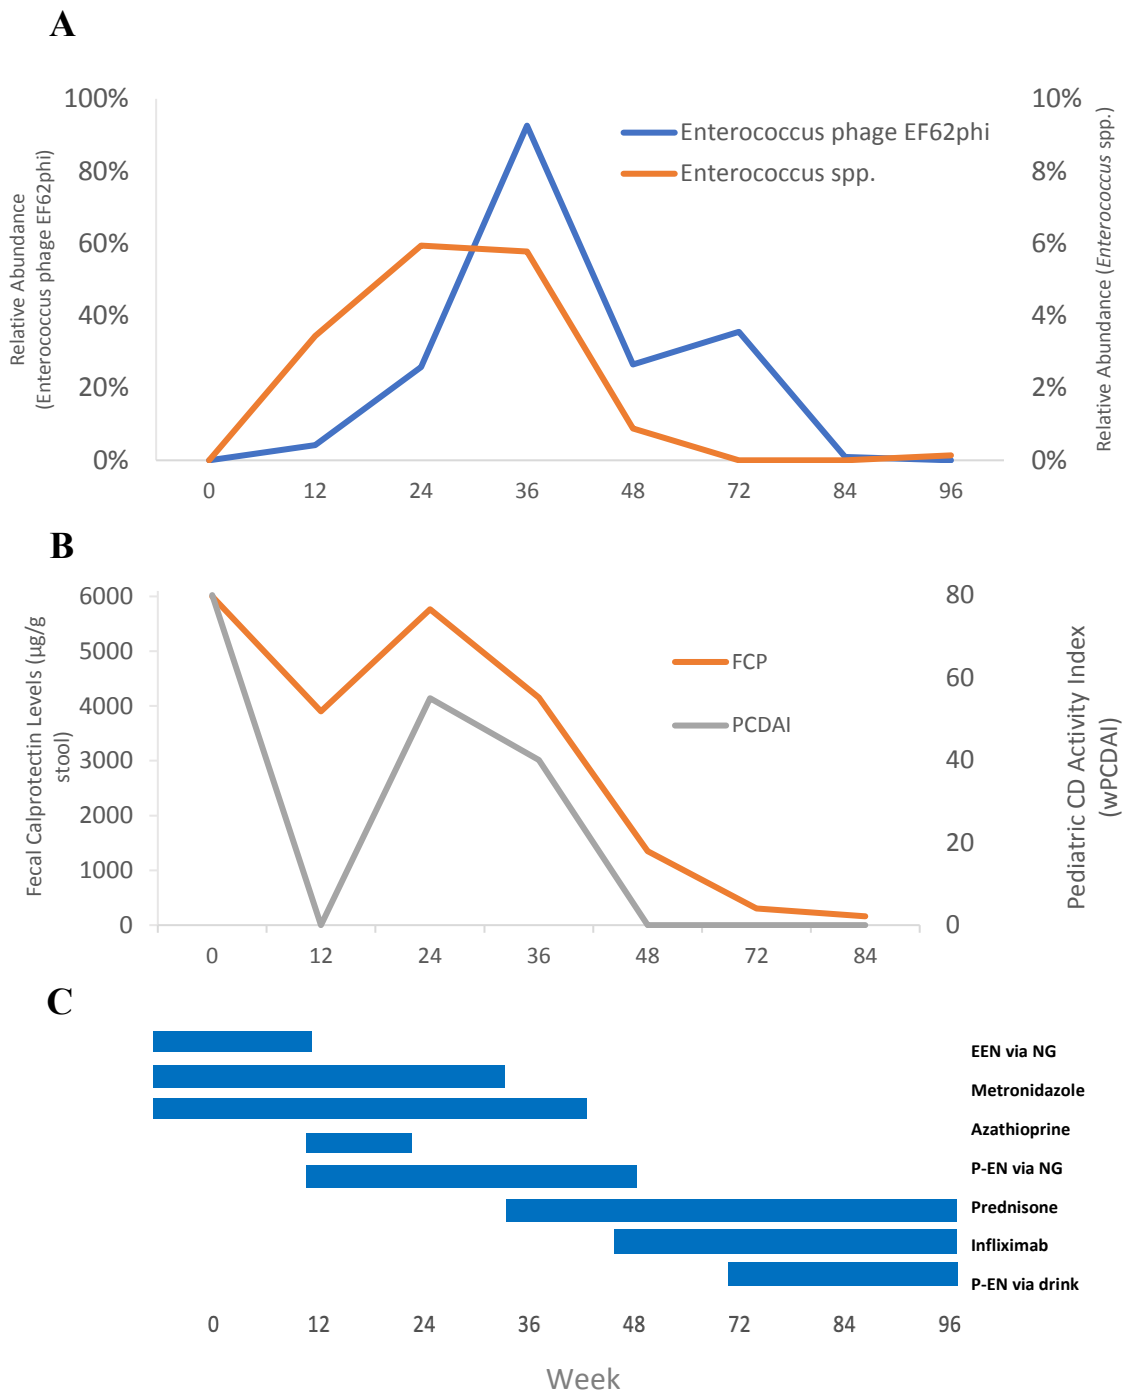 A
100%
80%
60%
40%
20%
0%
Relative Abundance
(Enterococcus phage EF62phi)
Enterococcus phage EF62phi
Enterococcus spp.
10%
8%
6%
4%
2%
0%
Relative Abundance (Enterococcus spp.)
0 12 24 36 48 72 84 96
B
6000
5000
4000
3000
2000
1000
0
Fecal Calprotectin Levels (µg/g
stool)
FCP
PCDAI
80
60
40
20
0
Pediatric CD Activity Index
(wPCDAI)
0 12 24 36 48 72 84
C
EEN via NG
Metronidazole
Azathioprine
P-EN via NG
Prednisone
Infliximab
P-EN via drink
0 12 24 36 48 72 84 96
Week